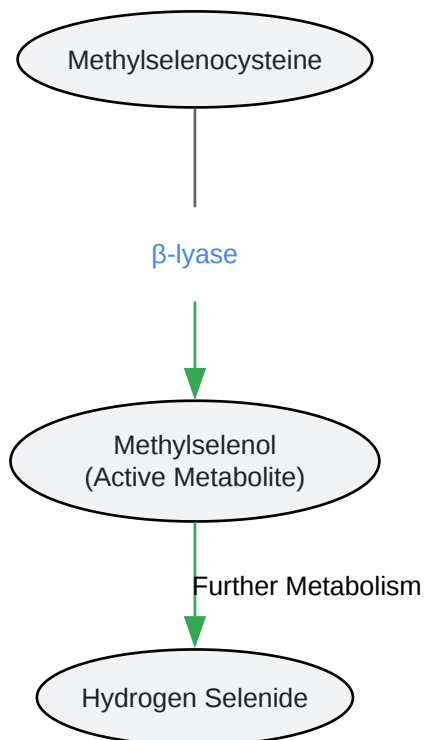 Methylselenocysteine
β-lyase
Methylselenol
(Active Metabolite)
Further Metabolism
Hydrogen Selenide